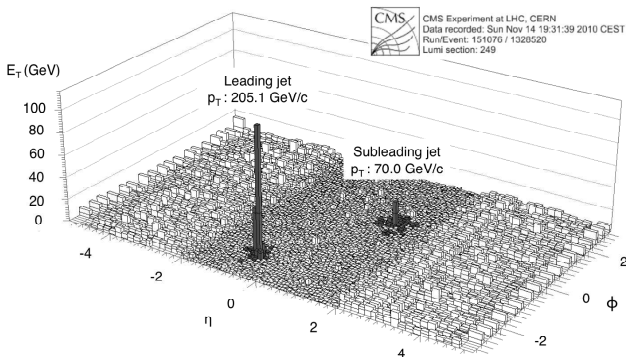 CMS
CMS Experiment at LHC, CERN
Data recorded: Sun Nov 14 19:31:39 2010 CEST
Run/Event: 151076 / 1328520
Lumi section: 249
E_T (GeV)
Leading jet
p_T : 205.1 GeV/c
Subleading jet
p_T : 70.0 GeV/c
100
80
60
40
20
0
-4
-2
0
2
4
η
-2
0
2
ϕ